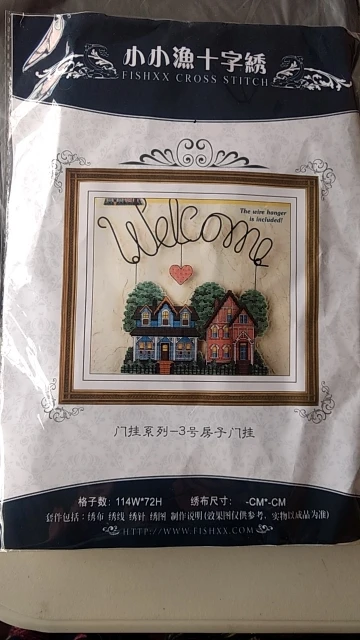 小小漁十字綉
FISHXX CROSS STITCH
Welcome
The wire hanger
is included!
门挂系列-3号房子门挂
格子数: 114W*72H 绣布尺寸: -CM*-CM
套件包括: 绣布 绣线 绣针 绣图 制作说明(效果图仅供参考, 实物以成品为准)
HTTP://WWW.FISHXX.COM